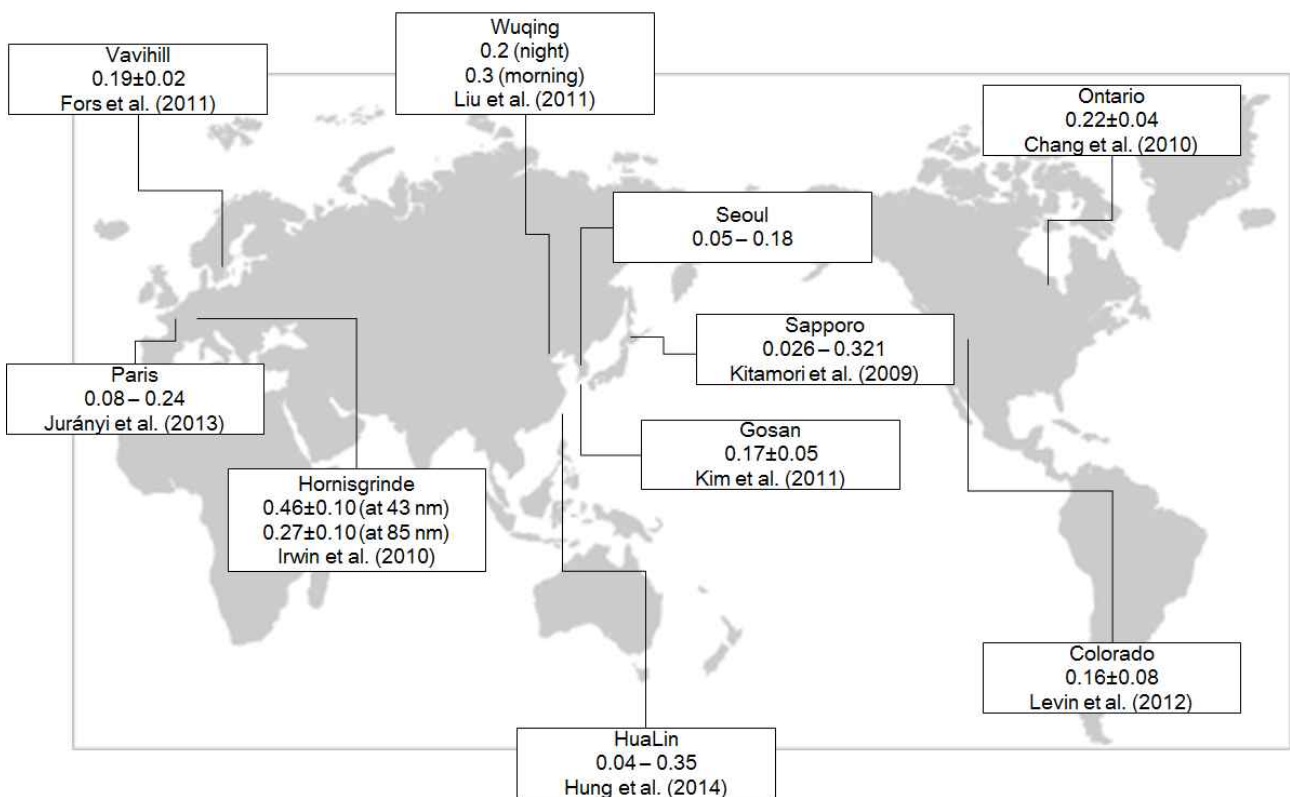 Vavihill
0.19±0.02
Fors et al. (2011)
Wuqing
0.2 (night)
0.3 (morning)
Liu et al. (2011)
Ontario
0.22±0.04
Chang et al. (2010)
Seoul
0.05 – 0.18
Sapporo
0.026 – 0.321
Kitamori et al. (2009)
Paris
0.08 – 0.24
Jurányi et al. (2013)
Gosan
0.17±0.05
Kim et al. (2011)
Hornisgrinde
0.46±0.10 (at 43 nm)
0.27±0.10 (at 85 nm)
Irwin et al. (2010)
Colorado
0.16±0.08
Levin et al. (2012)
HuaLin
0.04 – 0.35
Hung et al. (2014)